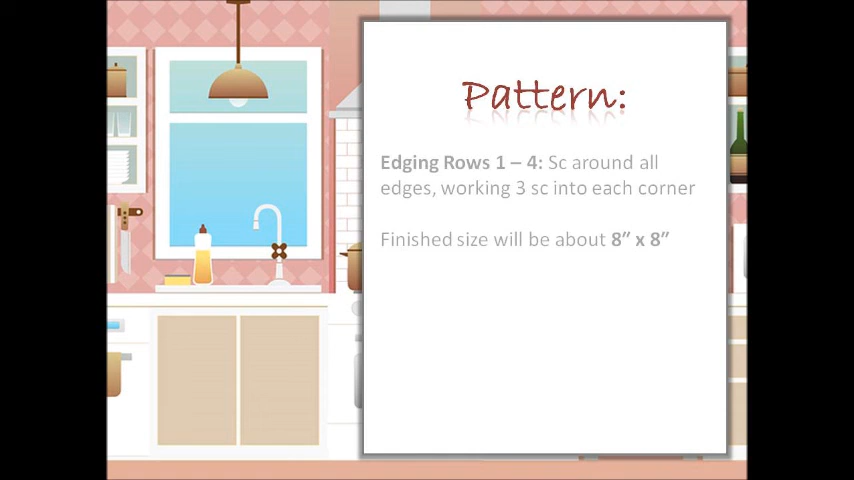 Pattern:
Edging Rows 1 – 4: Sc around all
edges, working 3 sc into each corner
Finished size will be about 8” x 8”